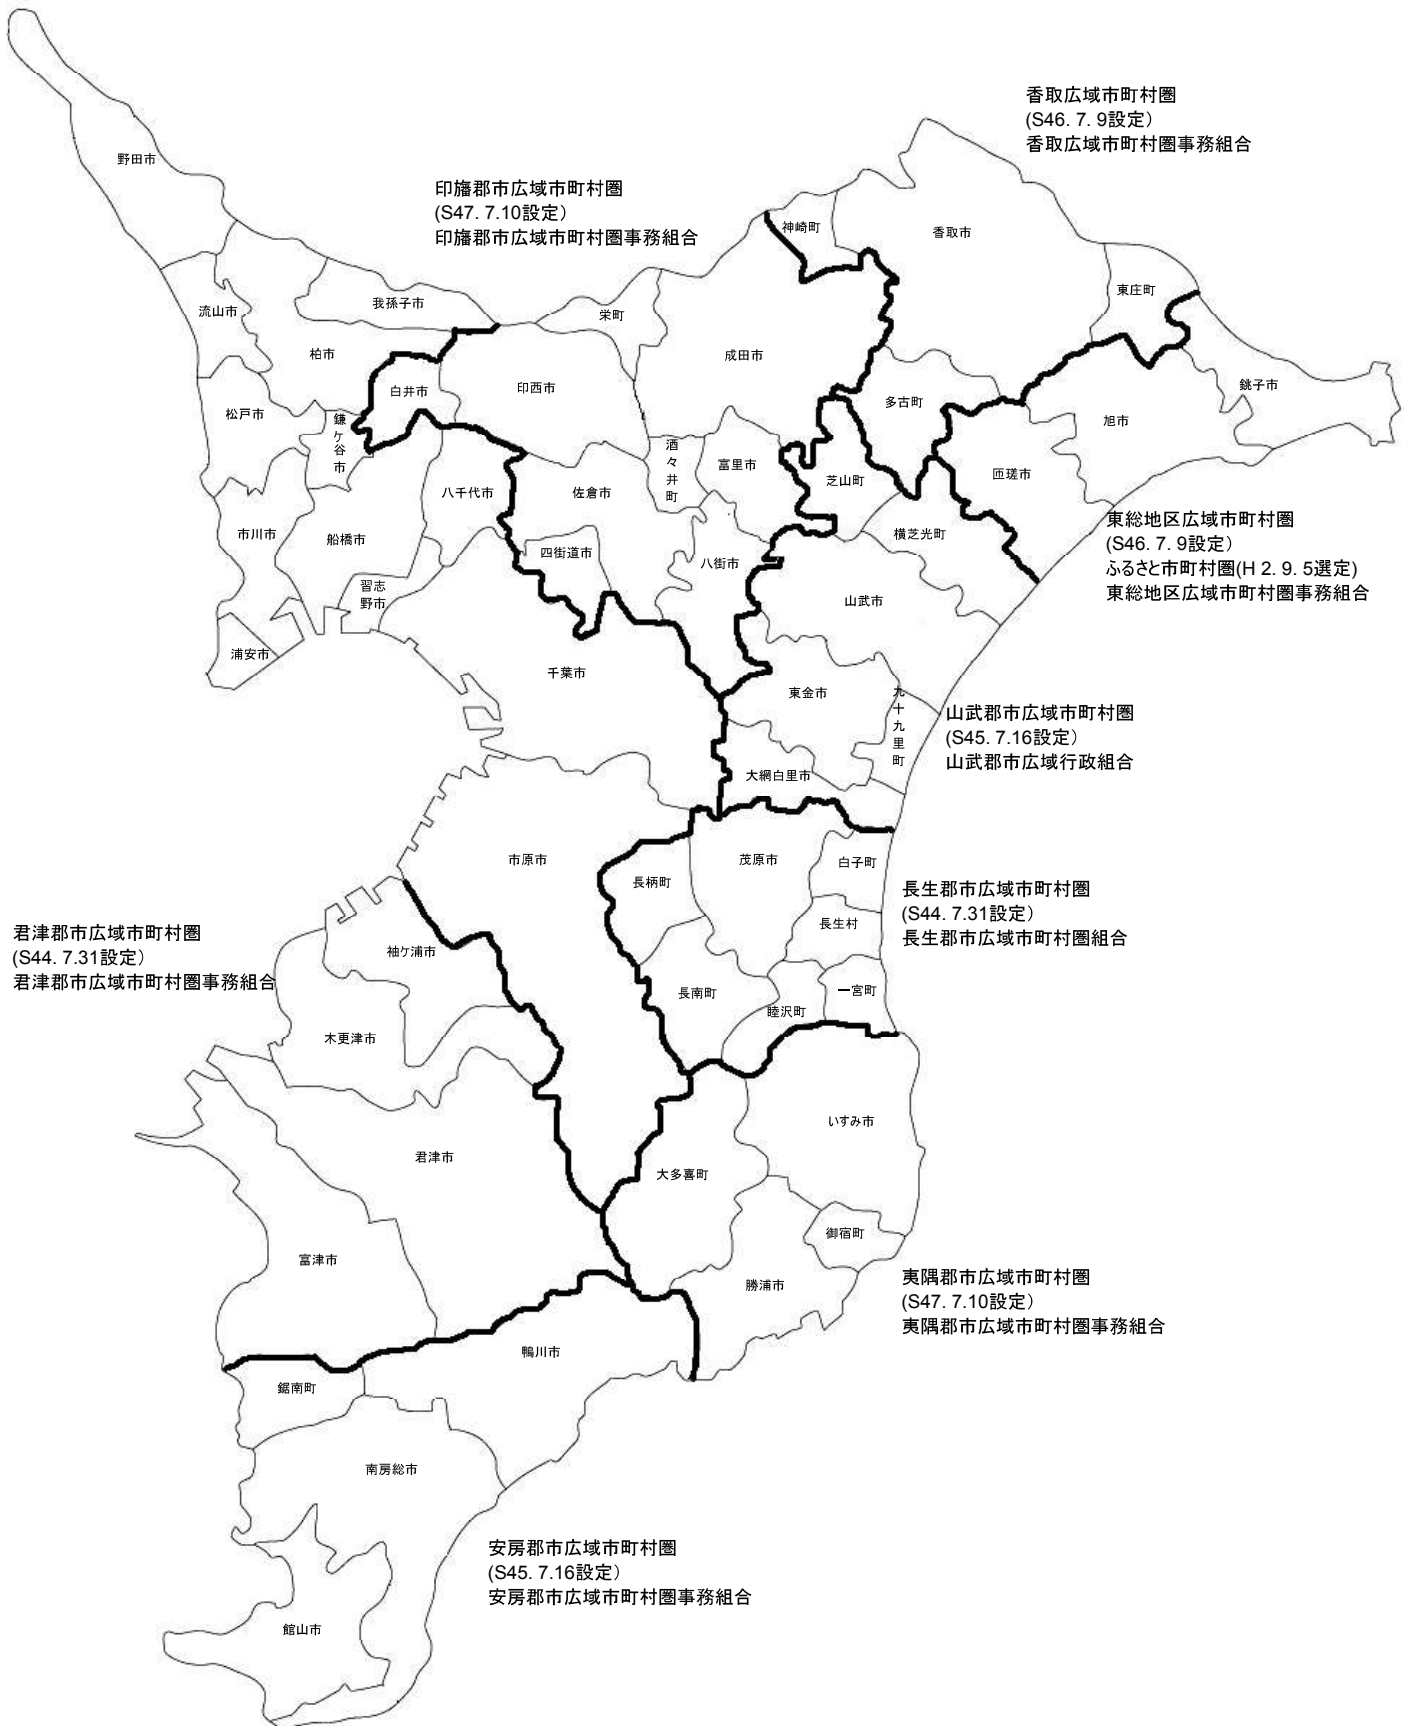 香取広域市町村圏
(S46. 7. 9設定)
香取広域市町村圏事務組合
野田市
印旛郡市広域市町村圏
(S47. 7.10設定)
印旛郡市広域市町村圏事務組合
神崎町
香取市
東庄町
流山市
我孫子市
栄町
成田市
柏市
銚子市
白井市
印西市
多古町
松戸市
鎌ケ谷市
旭市
酒々井町
富里市
芝山町
匝瑳市
八千代市
佐倉市
市川市
船橋市
四街道市
八街市
横芝光町
東総地区広域市町村圏
(S46. 7. 9設定)
ふるさと市町村圏(H 2. 9. 5選定)
東総地区広域市町村圏事務組合
習志
野市
山武市
浦安市
千葉市
東金市
九十九里町
山武郡市広域市町村圏
(S45. 7.16設定)
山武郡市広域行政組合
大網白里市
市原市
茂原市
白子町
長柄町
長生郡市広域市町村圏
(S44. 7.31設定)
長生郡市広域市町村圏組合
長生村
君津郡市広域市町村圏
(S44. 7.31設定)
君津郡市広域市町村圏事務組合
袖ケ浦市
長南町
一宮町
睦沢町
木更津市
いすみ市
君津市
大多喜町
御宿町
富津市
勝浦市
夷隅郡市広域市町村圏
(S47. 7.10設定)
夷隅郡市広域市町村圏事務組合
鴨川市
鋸南町
南房総市
安房郡市広域市町村圏
(S45. 7.16設定)
安房郡市広域市町村圏事務組合
館山市